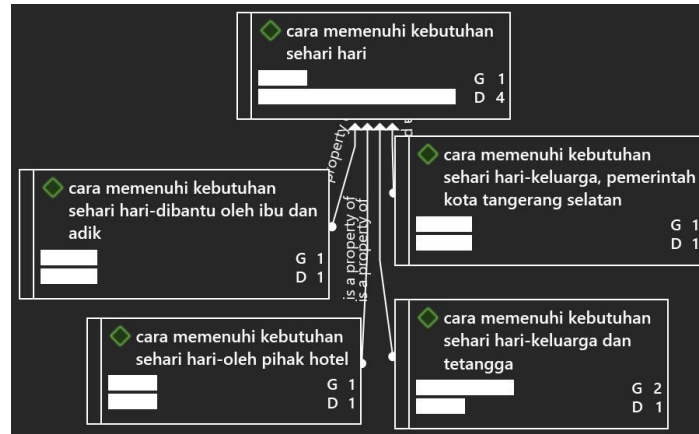 cara memenuhi kebutuhan
sehari hari
G 1
D 4
property
cara memenuhi kebutuhan
sehari hari-dibantu oleh ibu dan
adik
G 1
D 1
cara memenuhi kebutuhan
sehari hari-keluarga, pemerintah
kota tangerang selatan
G 1
D 1
is a property of
is a property of
cara memenuhi kebutuhan
sehari hari-oleh pihak hotel
G 1
D 1
cara memenuhi kebutuhan
sehari hari-keluarga dan
tetangga
G 2
D 1